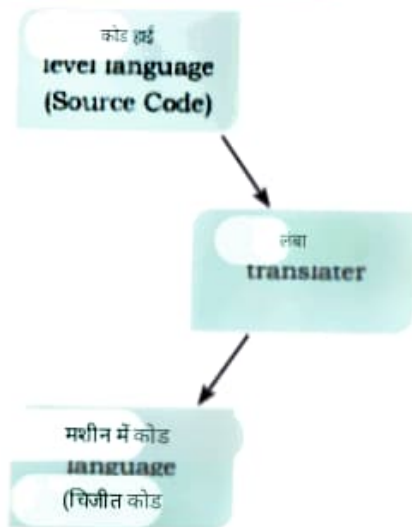 कोड हाई
level language
(Source Code)
लंबा
translater
मशीन में कोड
language
(चिजीत कोड